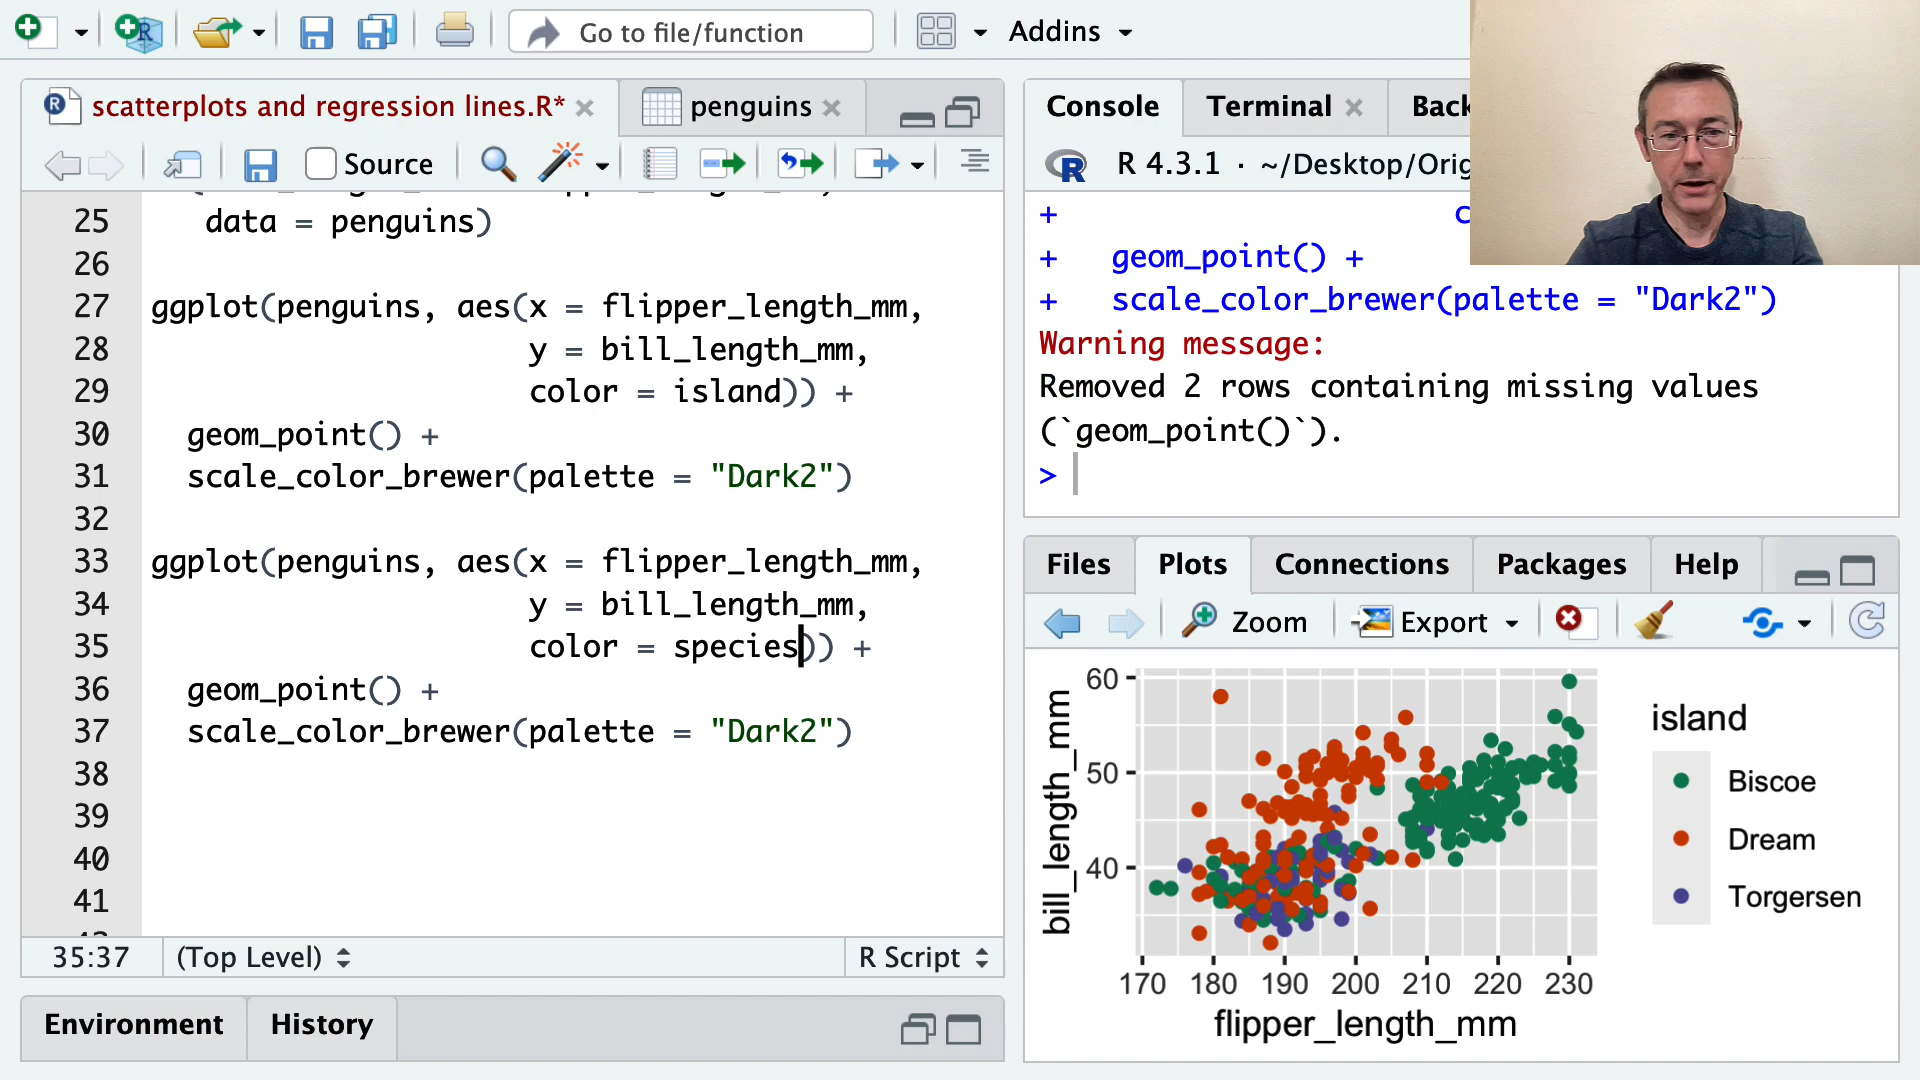 Go to file/function
Addins
scatterplots and regression lines.R*
penguins
Source
25 data = penguins)
26
27 ggplot(penguins, aes(x = flipper_length_mm,
28 y = bill_length_mm,
29 color = island)) +
30 geom_point() +
31 scale_color_brewer(palette = "Dark2")
32
33 ggplot(penguins, aes(x = flipper_length_mm,
34 y = bill_length_mm,
35 color = species)) +
36 geom_point() +
37 scale_color_brewer(palette = "Dark2")
38
39
40
41
35:37
(Top Level)
R Script
Environment
History
Console
Terminal
Back
R 4.3.1 · ~/Desktop/Orig
+ c
+ geom_point() +
+ scale_color_brewer(palette = "Dark2")
Warning message:
Removed 2 rows containing missing values
(`geom_point()`).
>
Files
Plots
Connections
Packages
Help
Zoom
Export
60
50
40
bill_length_mm
170 180 190 200 210 220 230
flipper_length_mm
island
Biscoe
Dream
Torgersen